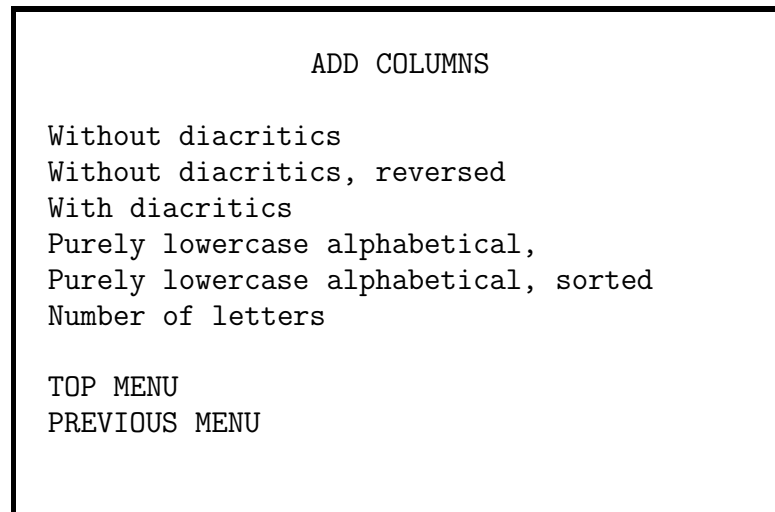 ADD COLUMNS
Without diacritics
Without diacritics, reversed
With diacritics
Purely lowercase alphabetical,
Purely lowercase alphabetical, sorted
Number of letters
TOP MENU
PREVIOUS MENU